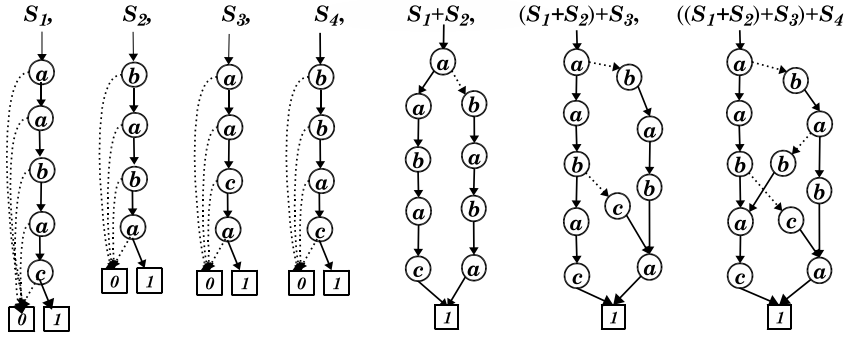 S1, S2, S3, S4, S1+S2, (S1+S2)+S3, ((S1+S2)+S3)+S4
a b a b a a b a b
a a a b a b a a a a
b b c a b a b c b b b b
a a a c a b a c a a c b a
c c a c a c a
0 1 0 1 0 1 0 1 1 1 1